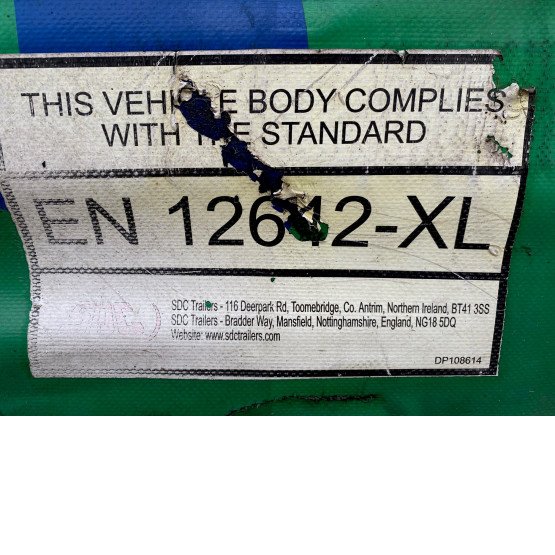 THIS VEHICLE BODY COMPLIES
WITH THE STANDARD
EN 12642-XL
SDC Trailers - 116 Deerpark Rd, Toomebridge, Co. Antrim, Northern Ireland, BT41 3SS
SDC Trailers - Bradder Way, Mansfield, Nottinghamshire, England, NG18 5DQ
Website: www.sdctrailers.com
DP108614